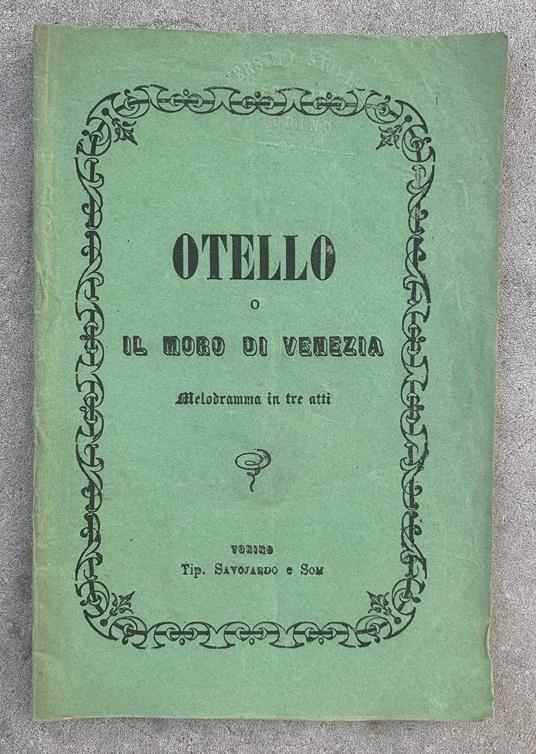 OTELLO
O
IL MORO DI VENEZIA
Melodramma in tre atti
TORINO
Tip. SAVOJARDO e SOM